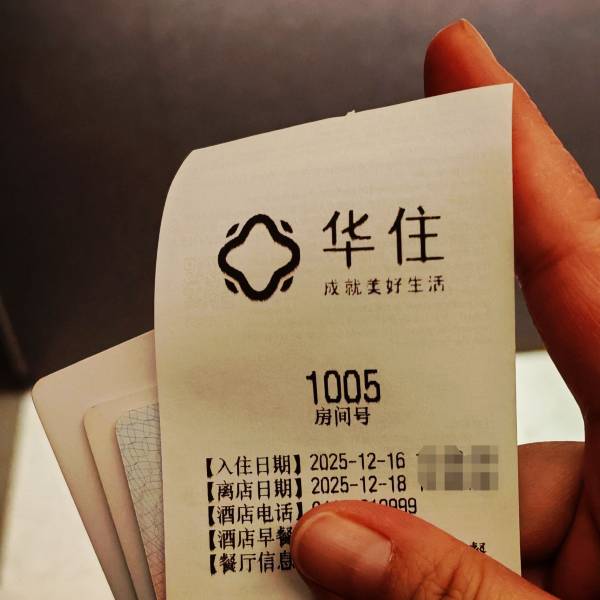 华住
成就美好生活
1005
房间号
【入住日期】2025-12-16
【离店日期】2025-12-18
【酒店电话】
【酒店早餐
【餐厅信息